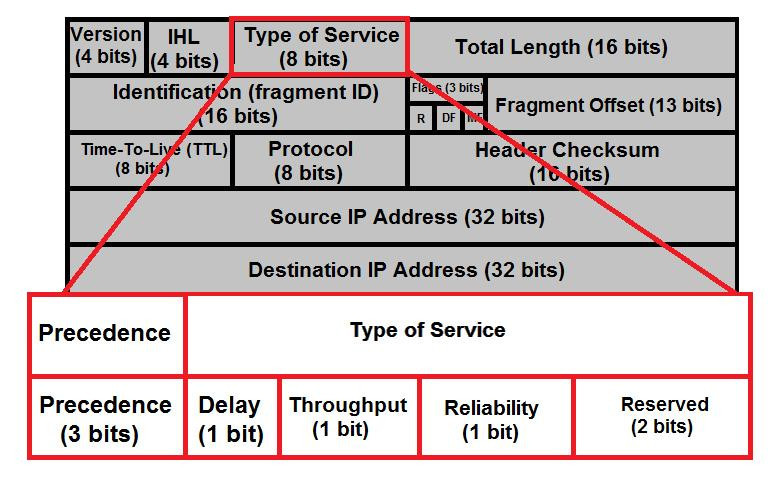 Version
(4 bits)
IHL
(4 bits)
Type of Service
(8 bits)
Total Length (16 bits)
Identification (fragment ID)
(16 bits)
Flags (3 bits)
R
DF
MF
Fragment Offset (13 bits)
Time-To-Live (TTL)
(8 bits)
Protocol
(8 bits)
Header Checksum
(16 bits)
Source IP Address (32 bits)
Destination IP Address (32 bits)
Precedence
Type of Service
Precedence
(3 bits)
Delay
(1 bit)
Throughput
(1 bit)
Reliability
(1 bit)
Reserved
(2 bits)